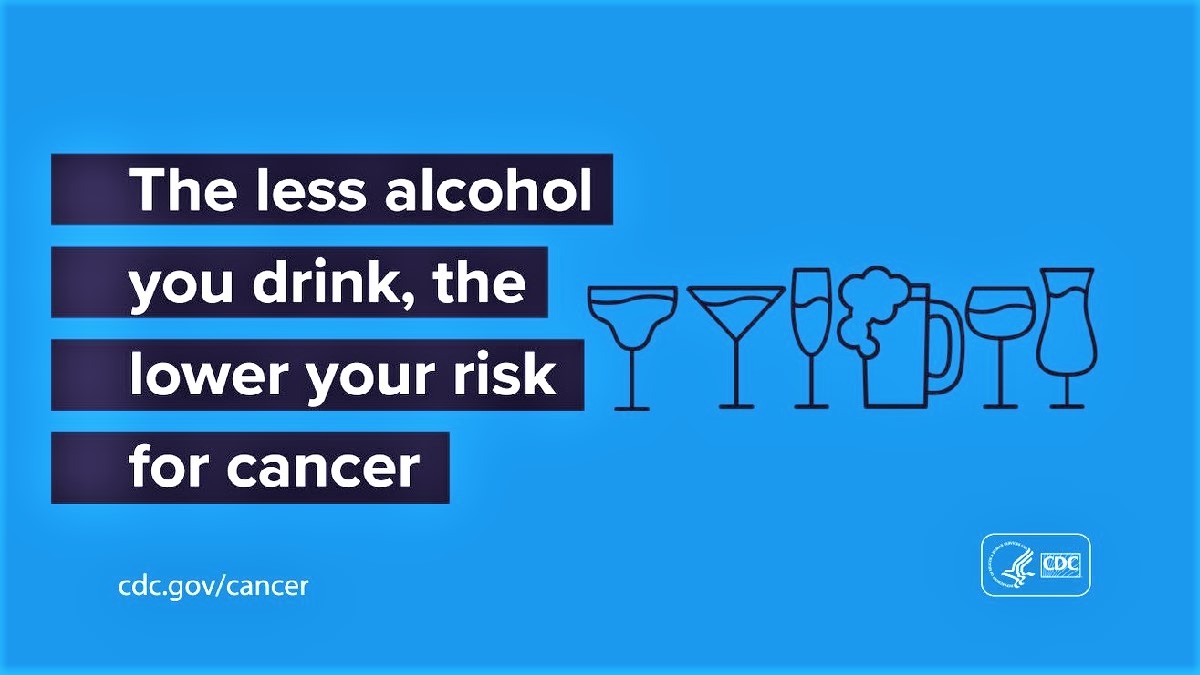 The less alcohol
you drink, the
lower your risk
for cancer
cdc.gov/cancer
CDC